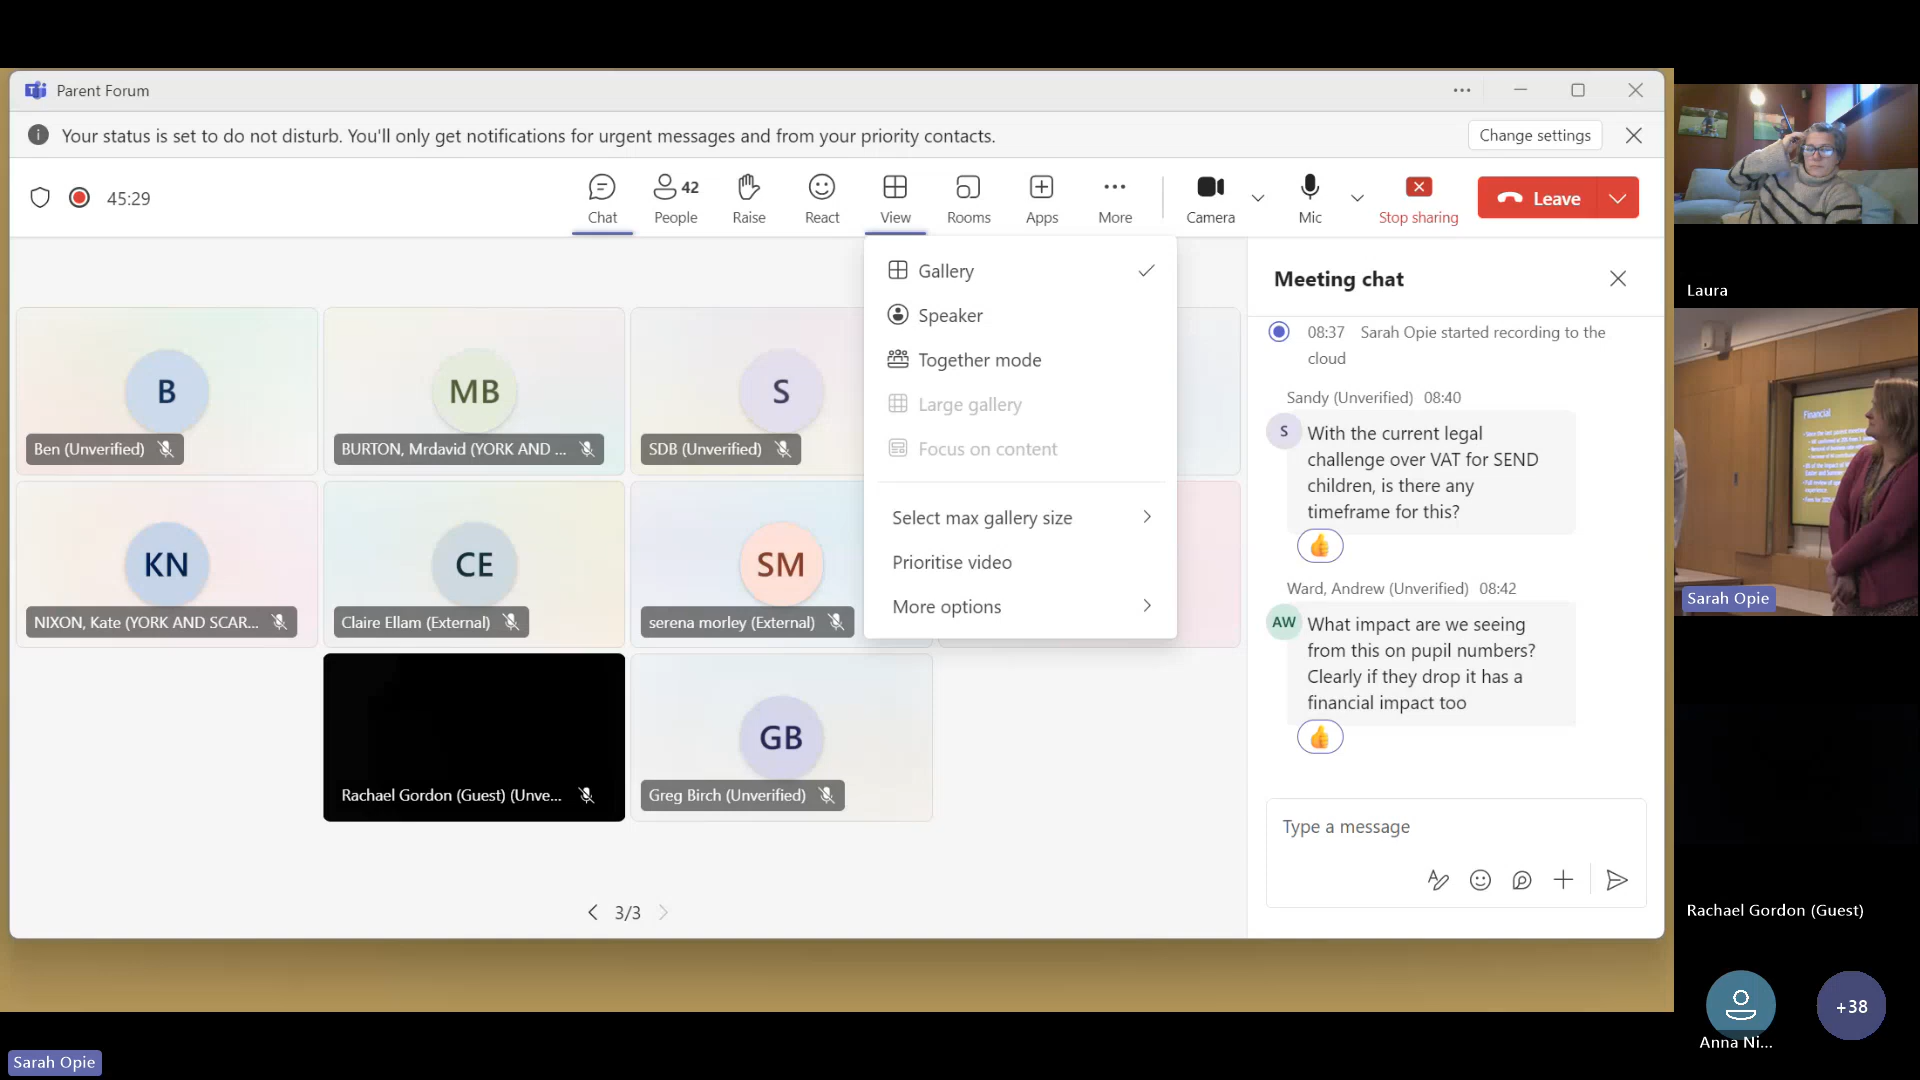 Parent Forum
Your status is set to do not disturb. You'll only get notifications for urgent messages and from your priority contacts.
Change settings
45:29
Chat
42
People
Raise
React
View
Rooms
Apps
More
Camera
Mic
Stop sharing
Leave
Gallery
Speaker
Together mode
Large gallery
Focus on content
Select max gallery size
Prioritise video
More options
B
Ben (Unverified)
MB
BURTON, Mrdavid (YORK AND ...
S
SDB (Unverified)
KN
NIXON, Kate (YORK AND SCAR...
CE
Claire Ellam (External)
SM
serena morley (External)
Rachael Gordon (Guest) (Unve...
GB
Greg Birch (Unverified)
3/3
Meeting chat
08:37 Sarah Opie started recording to the
cloud
Sandy (Unverified) 08:40
S
With the current legal
challenge over VAT for SEND
children, is there any
timeframe for this?
Ward, Andrew (Unverified) 08:42
AW
What impact are we seeing
from this on pupil numbers?
Clearly if they drop it has a
financial impact too
Type a message
Laura
Financial
Sarah Opie
Rachael Gordon (Guest)
Anna Ni...
+38
Sarah Opie